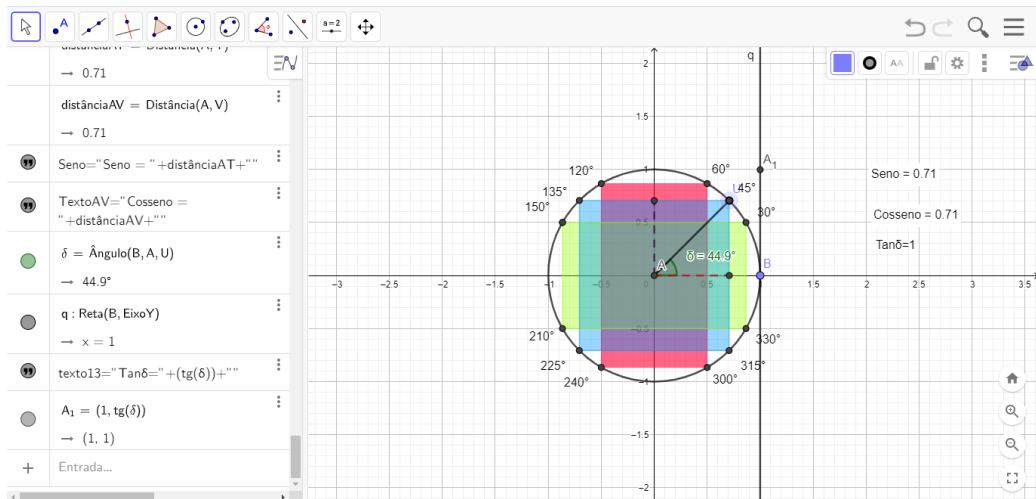 a=2
AA
→ 0.71
distânciaAV = Distância(A, V)
→ 0.71
Seno="Seno = "+distânciaAT+""
TextoAV="Cosseno =
"+distânciaAV+""
δ = Ângulo(B, A, U)
→ 44.9°
q : Reta(B, EixoY)
→ x = 1
texto13="Tanδ="+(tg(δ))+""
A₁ = (1, tg(δ))
→ (1, 1)
+ Entrada...
q
2
1.5
1
0.5
−0.5
−1
−1.5
−2
−3
−2.5
−2
−1.5
−1
−0.5
0
0.5
1
1.5
2
2.5
3
3.5
120°
135°
150°
60°
45°
30°
210°
225°
240°
330°
315°
300°
A₁
U
A
B
δ = 44.9°
Seno = 0.71
Cosseno = 0.71
Tanδ=1